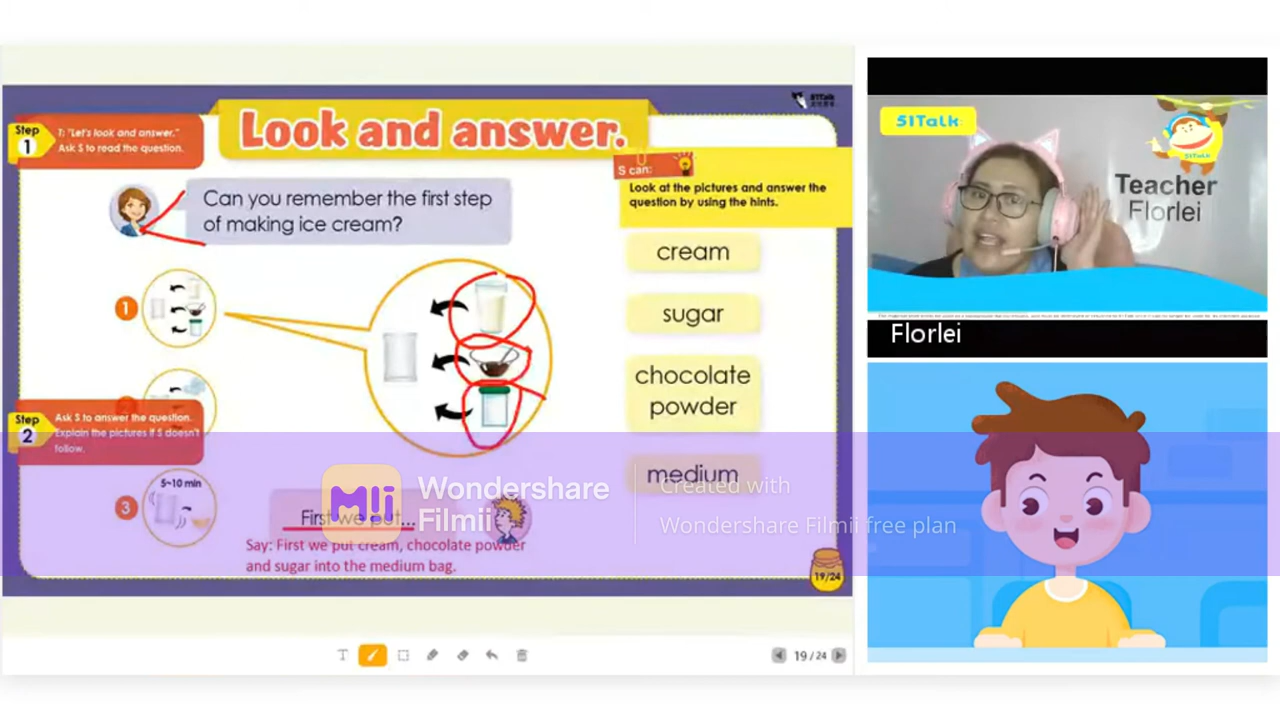 Look and answer.
Step 1
T: "Let's look and answer."
Ask S to read the question.
Can you remember the first step
of making ice cream?
S can:
Look at the pictures and answer the
question by using the hints.
cream
sugar
chocolate
powder
medium
1
Step 2
Ask S to answer the question.
Explain the pictures if S doesn't
follow.
3
5~10 min
First we put...
Say: First we put cream, chocolate powder
and sugar into the medium bag.
19/24
Wondershare
Filmii
Created with
Wondershare Filmii free plan
T
19 / 24
51Talk
51Talk
51Talk
Teacher
Florlei
Florlei